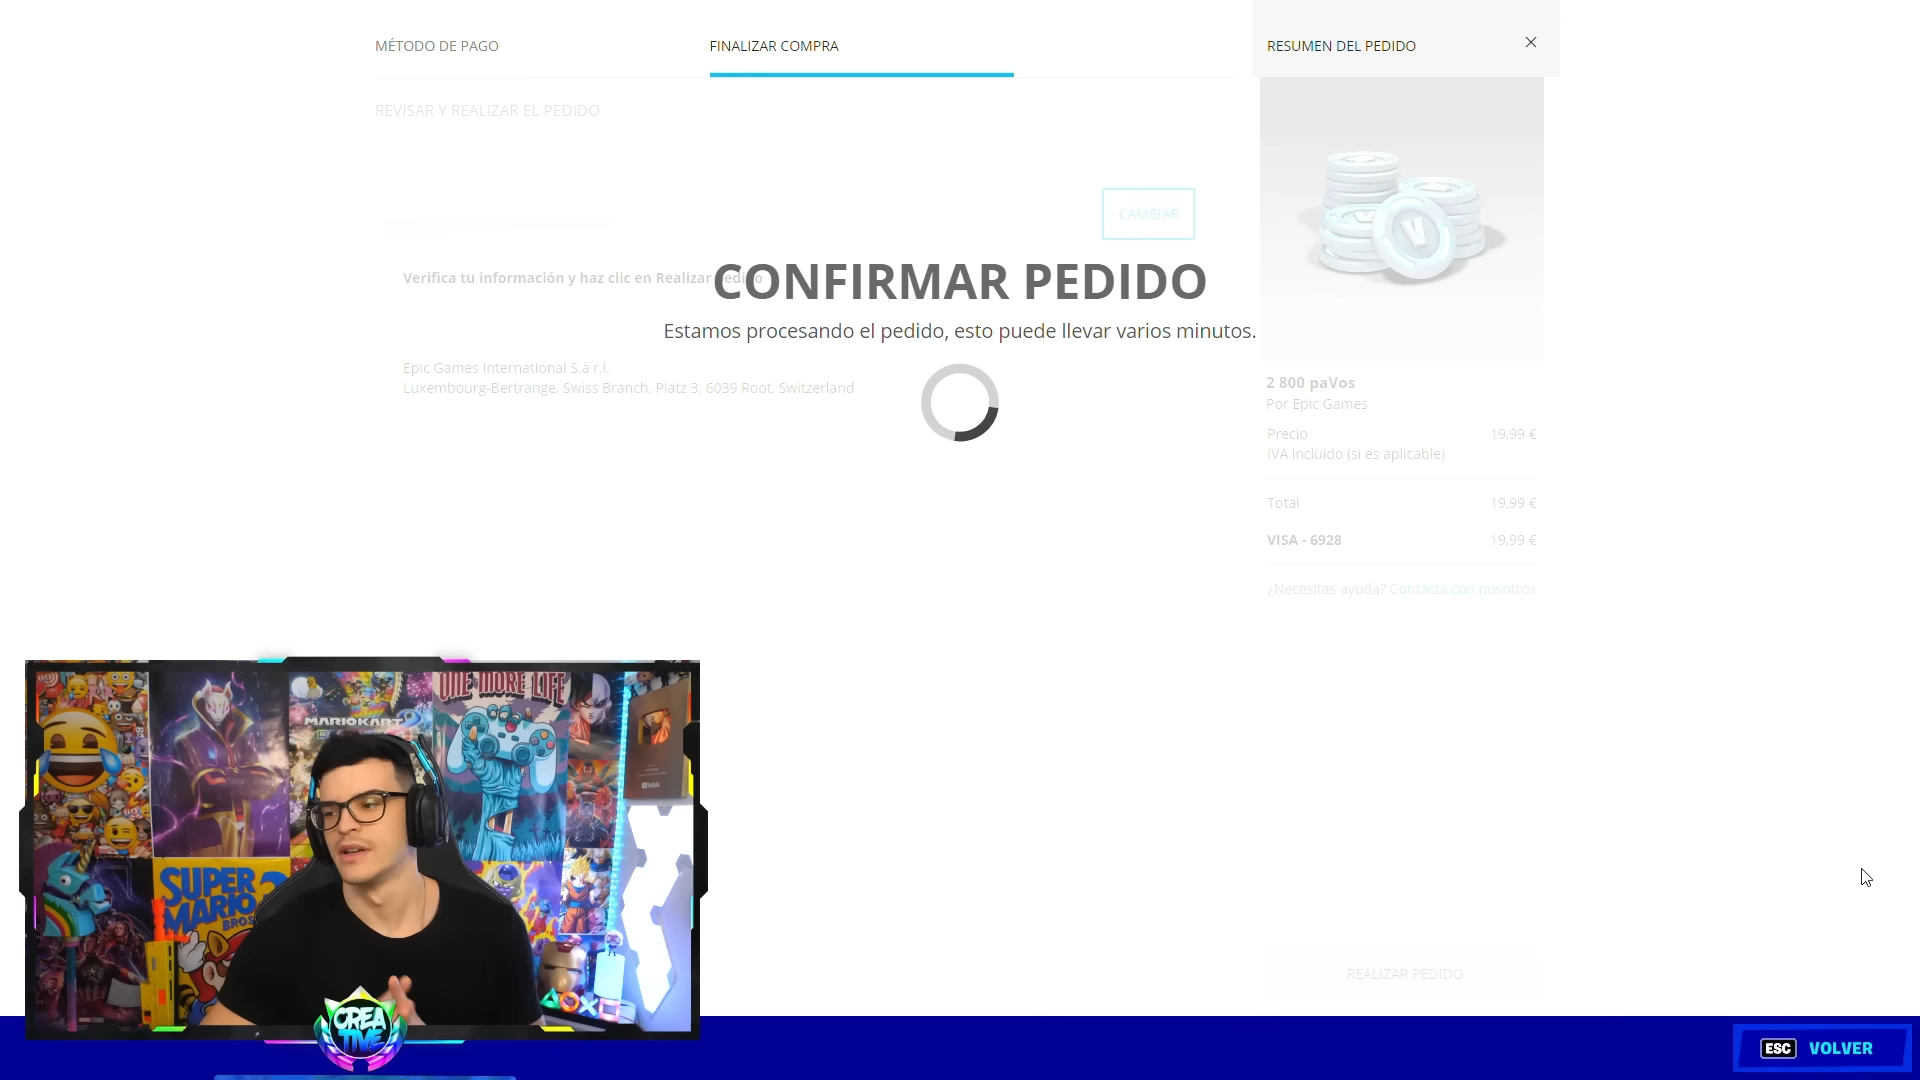 MÉTODO DE PAGO
FINALIZAR COMPRA
RESUMEN DEL PEDIDO
REVISAR Y REALIZAR EL PEDIDO
CAMBIAR
Verifica tu información y haz clic en Realizar pedido
CONFIRMAR PEDIDO
Estamos procesando el pedido, esto puede llevar varios minutos.
Epic Games International S.à r.l.
Luxembourg-Bertrange, Swiss Branch, Platz 3, 6039 Root, Switzerland
2 800 paVos
Por Epic Games
Precio 19,99 €
IVA incluido (si es aplicable)
Total 19,99 €
VISA - 6928 19,99 €
¿Necesitas ayuda? Contacta con nosotros
REALIZAR PEDIDO
ONE MORE LIFE
MARIOKART
SUPER
MARIO
BROS
YouTube
CREA
TIVE
ESC VOLVER